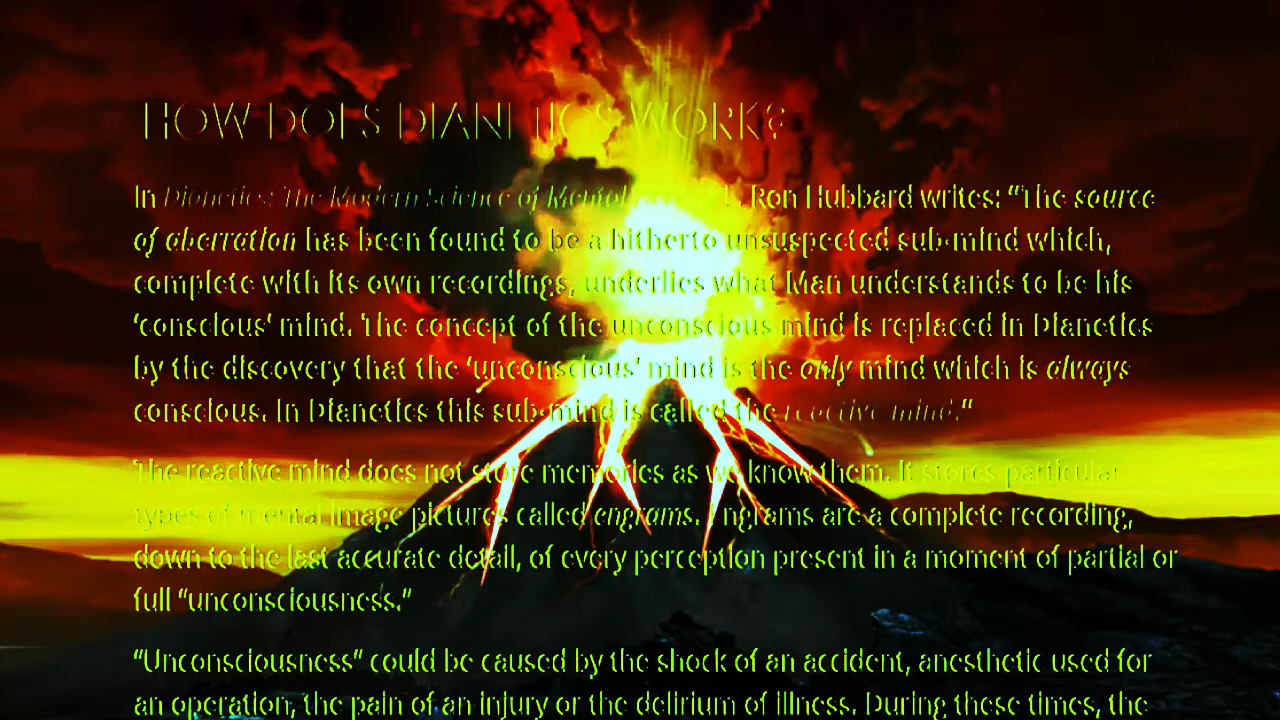 HOW DOES DIANETICS WORK?
In Dianetics: The Modern Science of Mental L. Ron Hubbard writes: “The source
of aberration has been found to be a hitherto unsuspected sub-mind which,
complete with its own recordings, underlies what Man understands to be his
‘conscious’ mind. The concept of the unconscious mind is replaced in Dianetics
by the discovery that the ‘unconscious’ mind is the only mind which is always
conscious. In Dianetics this sub-mind is called the reactive mind.”
The reactive mind does not store memories as we know them. It stores particular
types of mental image pictures called engrams. Engrams are a complete recording,
down to the last accurate detail, of every perception present in a moment of partial or
full “unconsciousness.”
“Unconsciousness” could be caused by the shock of an accident, anesthetic used for
an operation, the pain of an injury or the delirium of illness. During these times, the